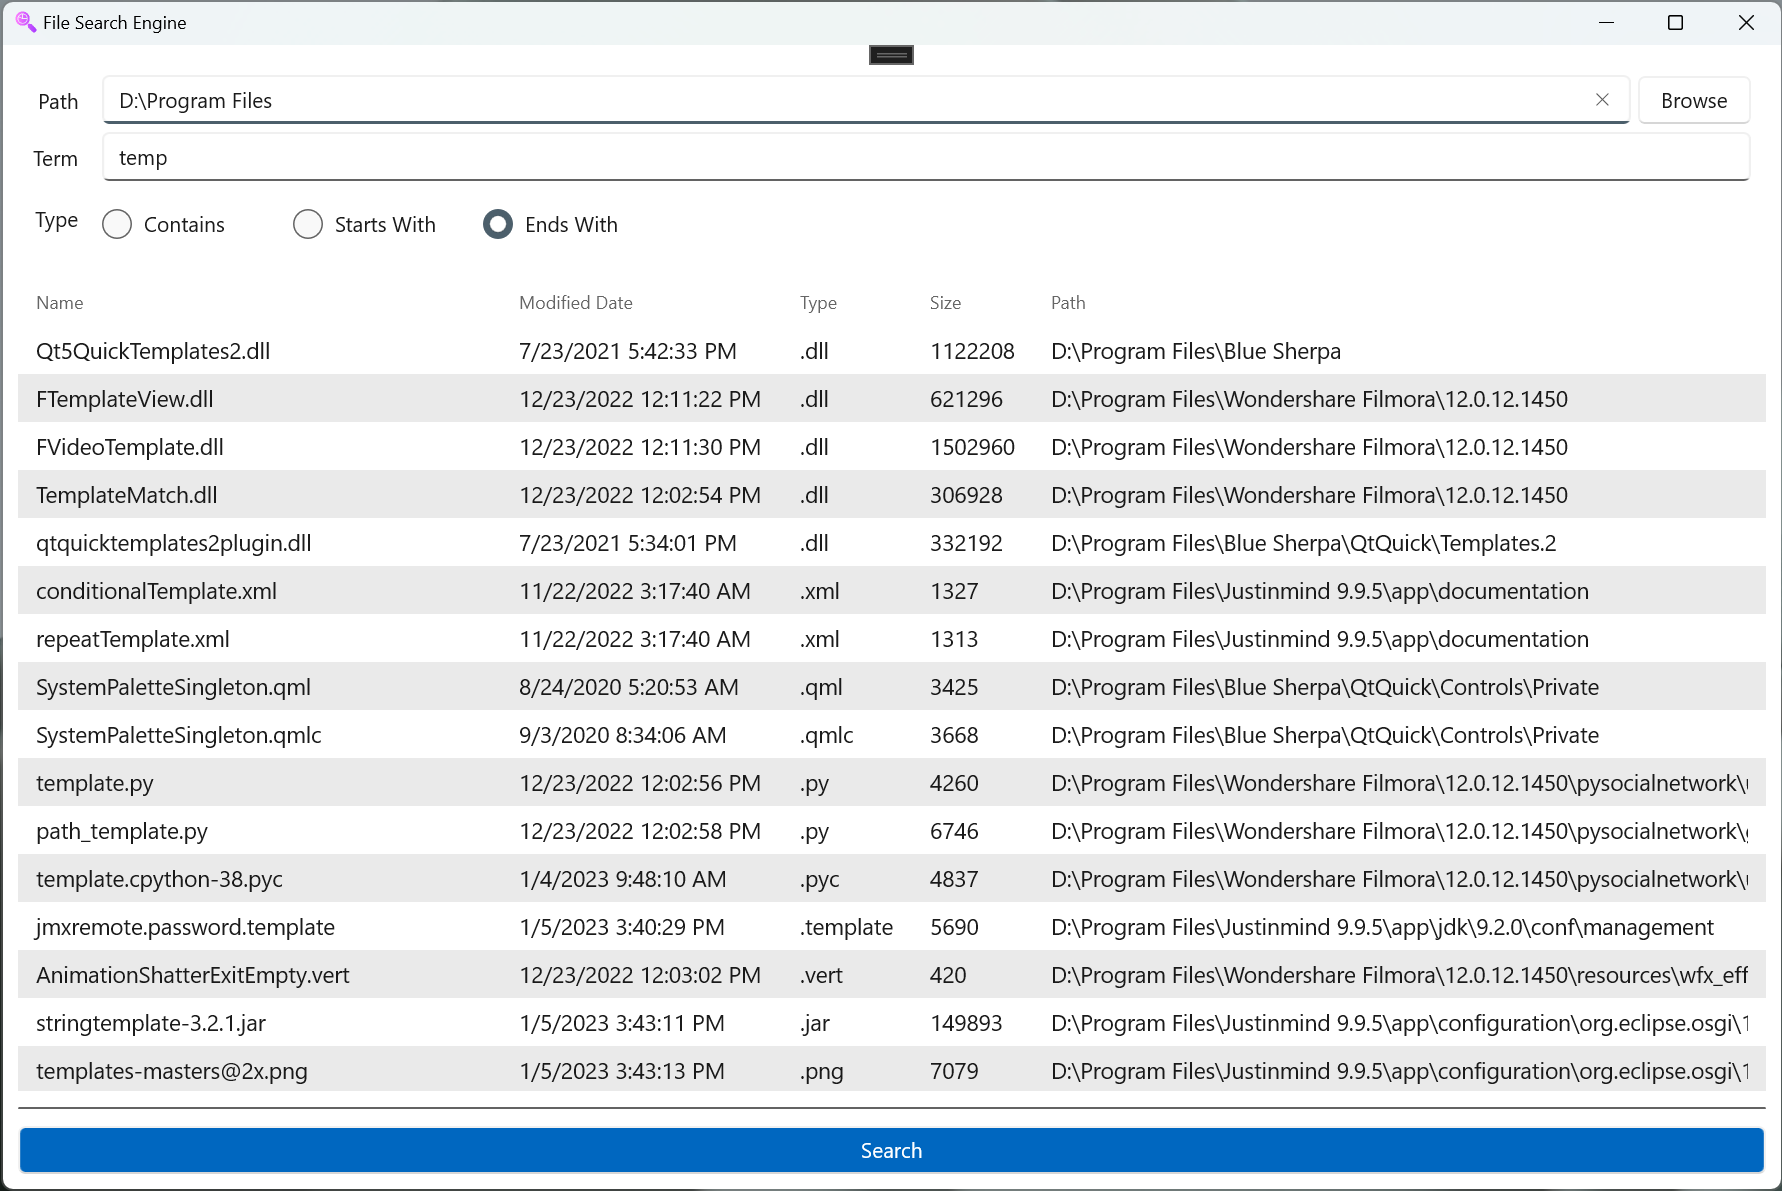 File Search Engine
Path D:\Program Files Browse
Term temp
Type Contains Starts With Ends With
Name Modified Date Type Size Path
Qt5QuickTemplates2.dll 7/23/2021 5:42:33 PM .dll 1122208 D:\Program Files\Blue Sherpa
FTemplateView.dll 12/23/2022 12:11:22 PM .dll 621296 D:\Program Files\Wondershare Filmora\12.0.12.1450
FVideoTemplate.dll 12/23/2022 12:11:30 PM .dll 1502960 D:\Program Files\Wondershare Filmora\12.0.12.1450
TemplateMatch.dll 12/23/2022 12:02:54 PM .dll 306928 D:\Program Files\Wondershare Filmora\12.0.12.1450
qtquicktemplates2plugin.dll 7/23/2021 5:34:01 PM .dll 332192 D:\Program Files\Blue Sherpa\QtQuick\Templates.2
conditionalTemplate.xml 11/22/2022 3:17:40 AM .xml 1327 D:\Program Files\Justinmind 9.9.5\app\documentation
repeatTemplate.xml 11/22/2022 3:17:40 AM .xml 1313 D:\Program Files\Justinmind 9.9.5\app\documentation
SystemPaletteSingleton.qml 8/24/2020 5:20:53 AM .qml 3425 D:\Program Files\Blue Sherpa\QtQuick\Controls\Private
SystemPaletteSingleton.qmlc 9/3/2020 8:34:06 AM .qmlc 3668 D:\Program Files\Blue Sherpa\QtQuick\Controls\Private
template.py 12/23/2022 12:02:56 PM .py 4260 D:\Program Files\Wondershare Filmora\12.0.12.1450\pysocialnetwork\
path_template.py 12/23/2022 12:02:58 PM .py 6746 D:\Program Files\Wondershare Filmora\12.0.12.1450\pysocialnetwork\
template.cpython-38.pyc 1/4/2023 9:48:10 AM .pyc 4837 D:\Program Files\Wondershare Filmora\12.0.12.1450\pysocialnetwork\
jmxremote.password.template 1/5/2023 3:40:29 PM .template 5690 D:\Program Files\Justinmind 9.9.5\app\jdk\9.2.0\conf\management
AnimationShatterExitEmpty.vert 12/23/2022 12:03:02 PM .vert 420 D:\Program Files\Wondershare Filmora\12.0.12.1450\resources\wfx_eff
stringtemplate-3.2.1.jar 1/5/2023 3:43:11 PM .jar 149893 D:\Program Files\Justinmind 9.9.5\app\configuration\org.eclipse.osgi\1
templates-masters@2x.png 1/5/2023 3:43:13 PM .png 7079 D:\Program Files\Justinmind 9.9.5\app\configuration\org.eclipse.osgi\1
Search